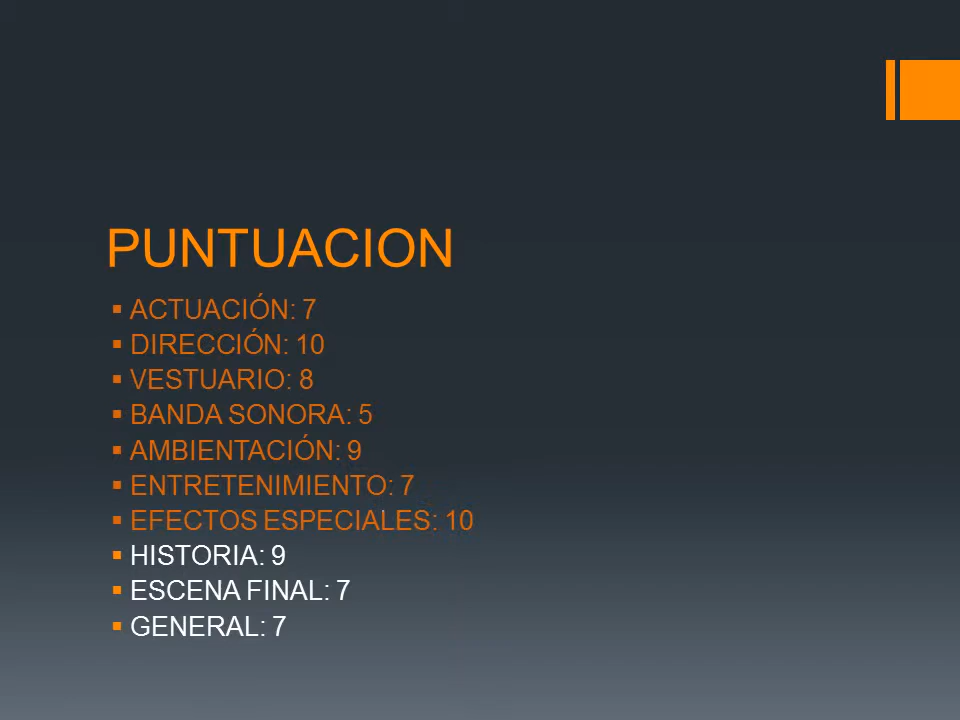 PUNTUACION
▪ ACTUACIÓN: 7
▪ DIRECCIÓN: 10
▪ VESTUARIO: 8
▪ BANDA SONORA: 5
▪ AMBIENTACIÓN: 9
▪ ENTRETENIMIENTO: 7
▪ EFECTOS ESPECIALES: 10
▪ HISTORIA: 9
▪ ESCENA FINAL: 7
▪ GENERAL: 7